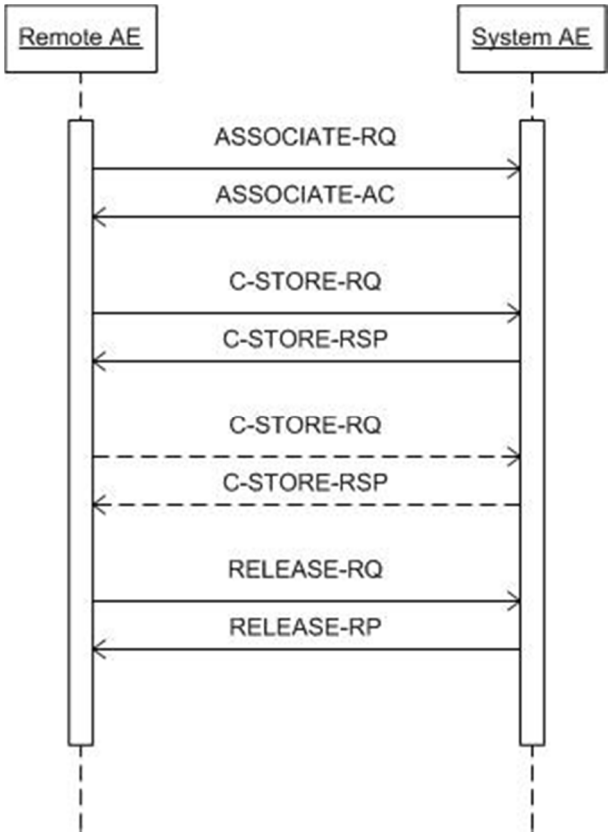 Remote AE
System AE
ASSOCIATE-RQ
ASSOCIATE-AC
C-STORE-RQ
C-STORE-RSP
C-STORE-RQ
C-STORE-RSP
RELEASE-RQ
RELEASE-RP